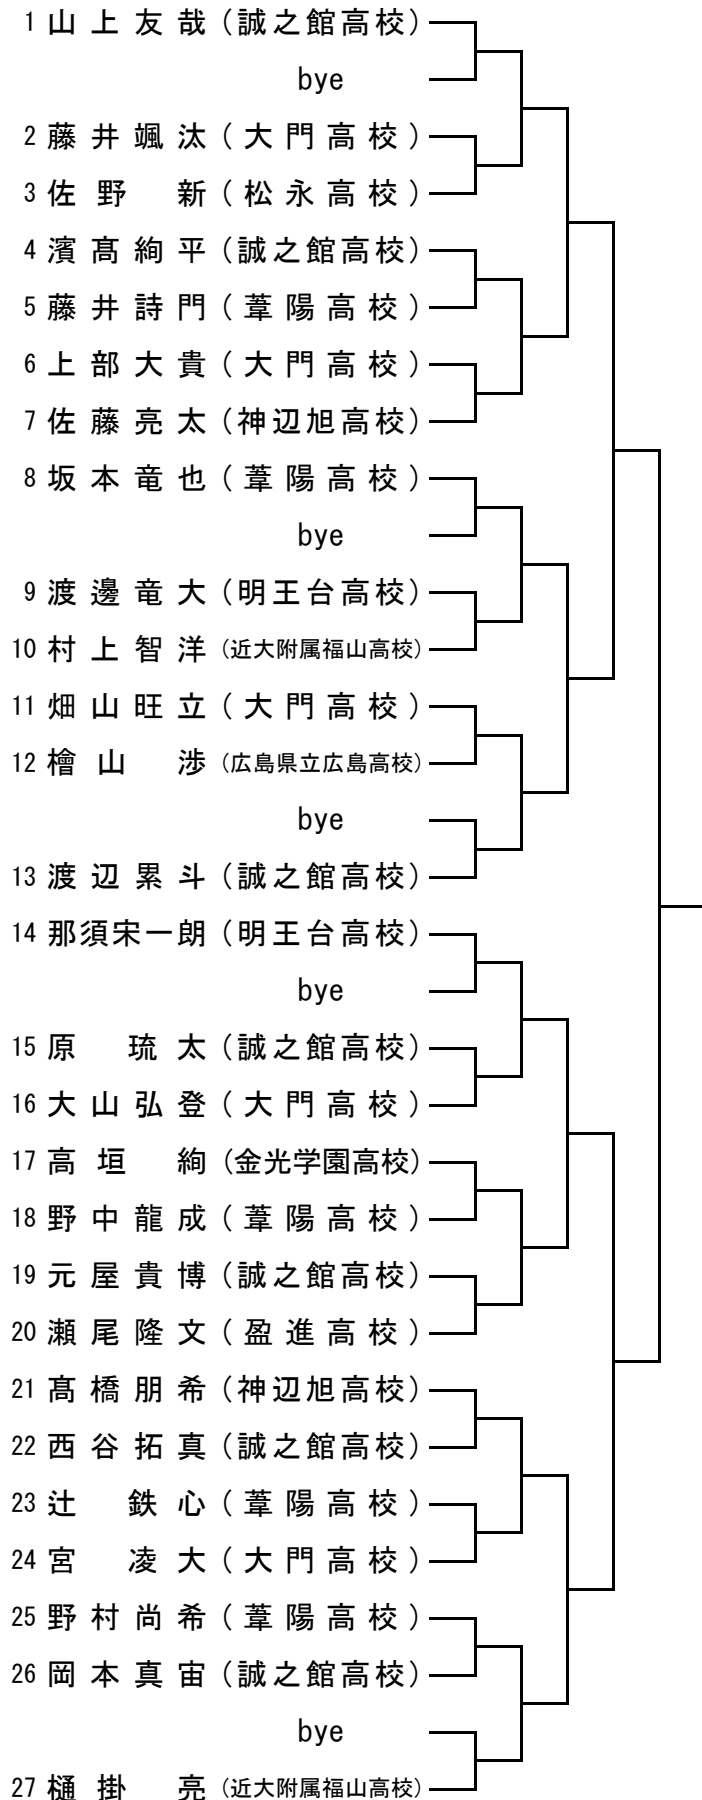 1 山上友哉(誠之館高校)
bye
2 藤井颯汰(大門高校)
3 佐野 新(松永高校)
4 濱髙絢平(誠之館高校)
5 藤井詩門(葦陽高校)
6 上部大貴(大門高校)
7 佐藤亮太(神辺旭高校)
8 坂本竜也(葦陽高校)
bye
9 渡邊竜大(明王台高校)
10 村上智洋(近大附属福山高校)
11 畑山旺立(大門高校)
12 檜山 渉(広島県立広島高校)
bye
13 渡辺累斗(誠之館高校)
14 那須宋一朗(明王台高校)
bye
15 原 琉太(誠之館高校)
16 大山弘登(大門高校)
17 高垣 絢(金光学園高校)
18 野中龍成(葦陽高校)
19 元屋貴博(誠之館高校)
20 瀬尾隆文(盈進高校)
21 髙橋朋希(神辺旭高校)
22 西谷拓真(誠之館高校)
23 辻 鉄心(葦陽高校)
24 宮 凌大(大門高校)
25 野村尚希(葦陽高校)
26 岡本真宙(誠之館高校)
bye
27 樋掛 亮(近大附属福山高校)